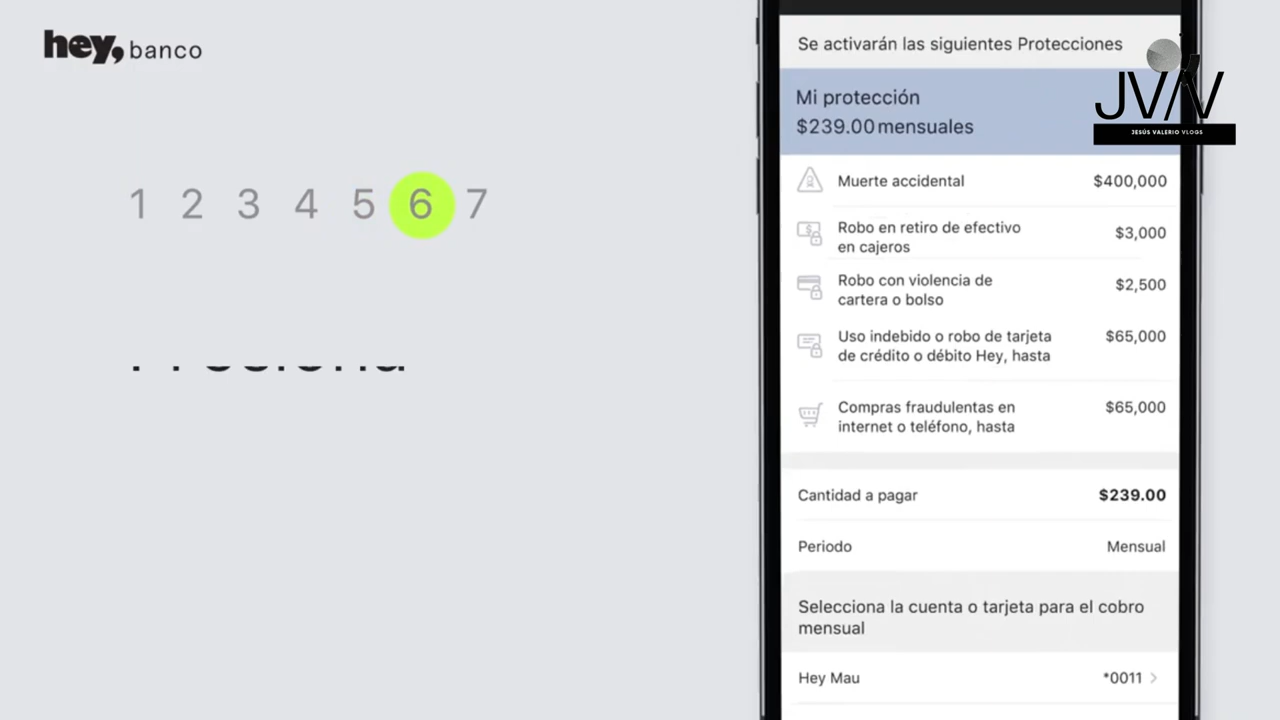 hey, banco
1 2 3 4 5 6 7
Se activarán las siguientes Protecciones
Mi protección
$239.00 mensuales
Muerte accidental $400,000
Robo en retiro de efectivo
en cajeros
$3,000
Robo con violencia de
cartera o bolso
$2,500
Uso indebido o robo de tarjeta
de crédito o débito Hey, hasta
$65,000
Compras fraudulentas en
internet o teléfono, hasta
$65,000
Cantidad a pagar $239.00
Periodo Mensual
Selecciona la cuenta o tarjeta para el cobro
mensual
Hey Mau *0011
JVV
JESÚS VALERIO VLOGS